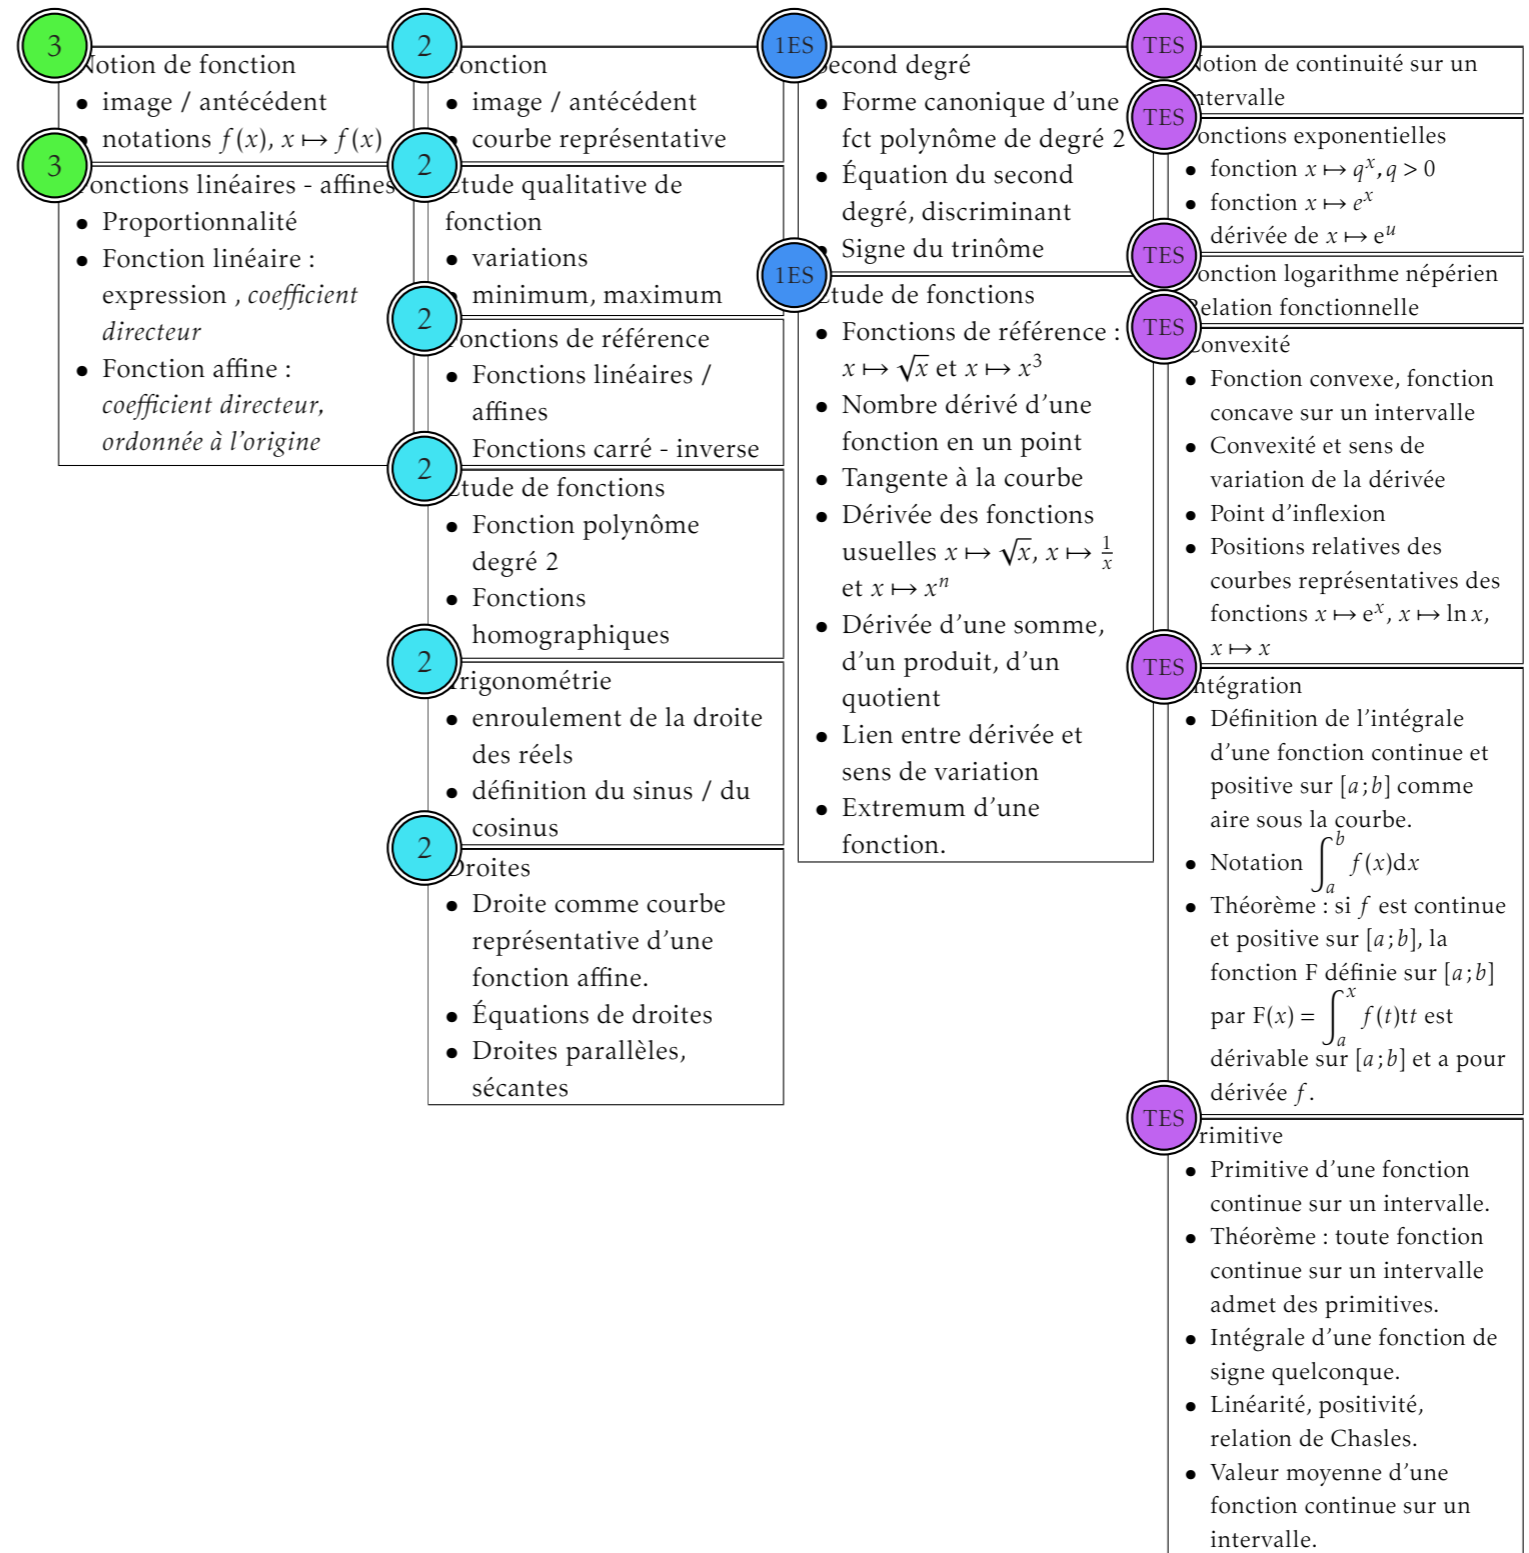 3
Notion de fonction
• image / antécédent
• notations f(x), x ↦ f(x)
3
Fonctions linéaires - affines
• Proportionnalité
• Fonction linéaire :
expression , coefficient
directeur
• Fonction affine :
coefficient directeur,
ordonnée à l'origine
2
Fonction
• image / antécédent
• courbe représentative
2
Étude qualitative de
fonction
• variations
• minimum, maximum
2
Fonctions de référence
• Fonctions linéaires /
affines
Fonctions carré - inverse
2
Étude de fonctions
• Fonction polynôme
degré 2
• Fonctions
homographiques
2
Trigonométrie
• enroulement de la droite
des réels
• définition du sinus / du
cosinus
2
Droites
• Droite comme courbe
représentative d'une
fonction affine.
• Équations de droites
• Droites parallèles,
sécantes
1ES
Second degré
• Forme canonique d'une
fct polynôme de degré 2
• Équation du second
degré, discriminant
• Signe du trinôme
1ES
Étude de fonctions
• Fonctions de référence :
x ↦ √x et x ↦ x³
• Nombre dérivé d'une
fonction en un point
• Tangente à la courbe
• Dérivée des fonctions
usuelles x ↦ √x, x ↦ 1/x
et x ↦ xⁿ
• Dérivée d'une somme,
d'un produit, d'un
quotient
• Lien entre dérivée et
sens de variation
• Extremum d'une
fonction.
TES
Notion de continuité sur un
intervalle
TES
Fonctions exponentielles
• fonction x ↦ qˣ, q > 0
• fonction x ↦ eˣ
dérivée de x ↦ eᵘ
TES
Fonction logarithme népérien
Relation fonctionnelle
TES
Convexité
• Fonction convexe, fonction
concave sur un intervalle
• Convexité et sens de
variation de la dérivée
• Point d'inflexion
• Positions relatives des
courbes représentatives des
fonctions x ↦ eˣ, x ↦ ln x,
x ↦ x
TES
Intégration
• Définition de l'intégrale
d'une fonction continue et
positive sur [a;b] comme
aire sous la courbe.
• Notation ∫_a^b f(x)dx
• Théorème : si f est continue
et positive sur [a;b], la
fonction F définie sur [a;b]
par F(x) = ∫_a^x f(t)tt est
dérivable sur [a;b] et a pour
dérivée f.
TES
Primitive
• Primitive d'une fonction
continue sur un intervalle.
• Théorème : toute fonction
continue sur un intervalle
admet des primitives.
• Intégrale d'une fonction de
signe quelconque.
• Linéarité, positivité,
relation de Chasles.
• Valeur moyenne d'une
fonction continue sur un
intervalle.